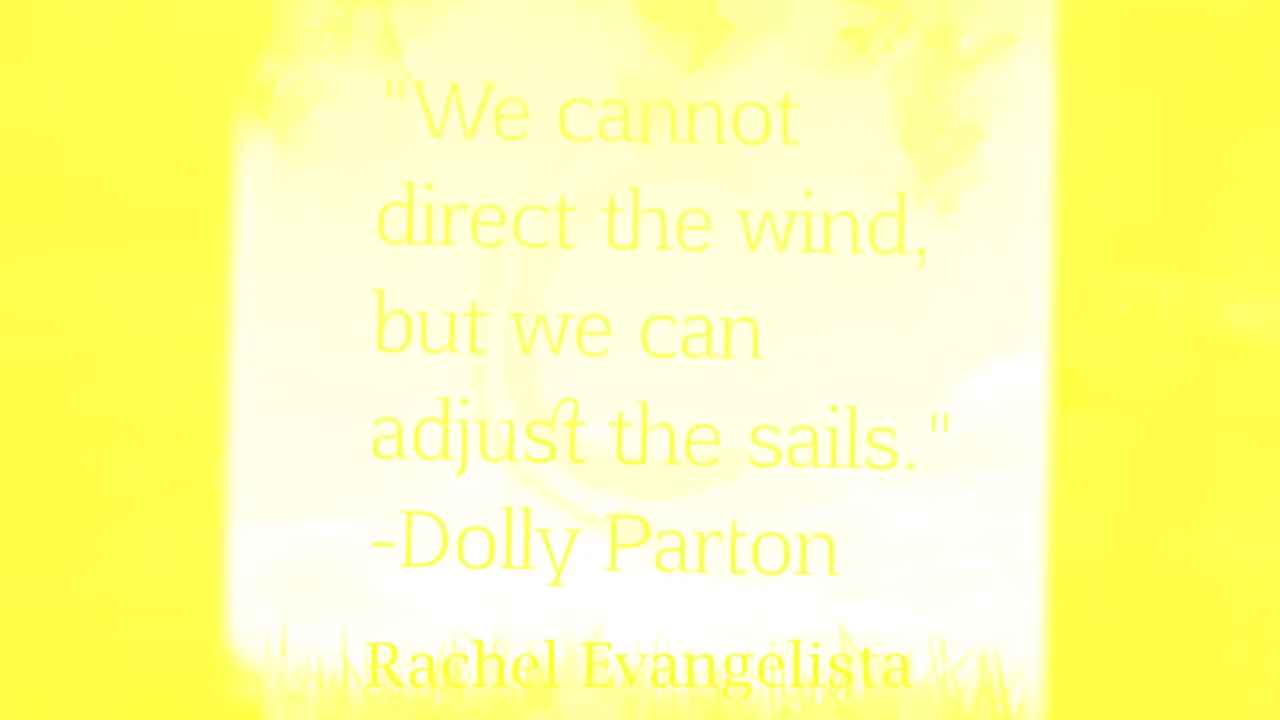 "We cannot
direct the wind,
but we can
adjust the sails."
-Dolly Parton
Rachel Evangelista